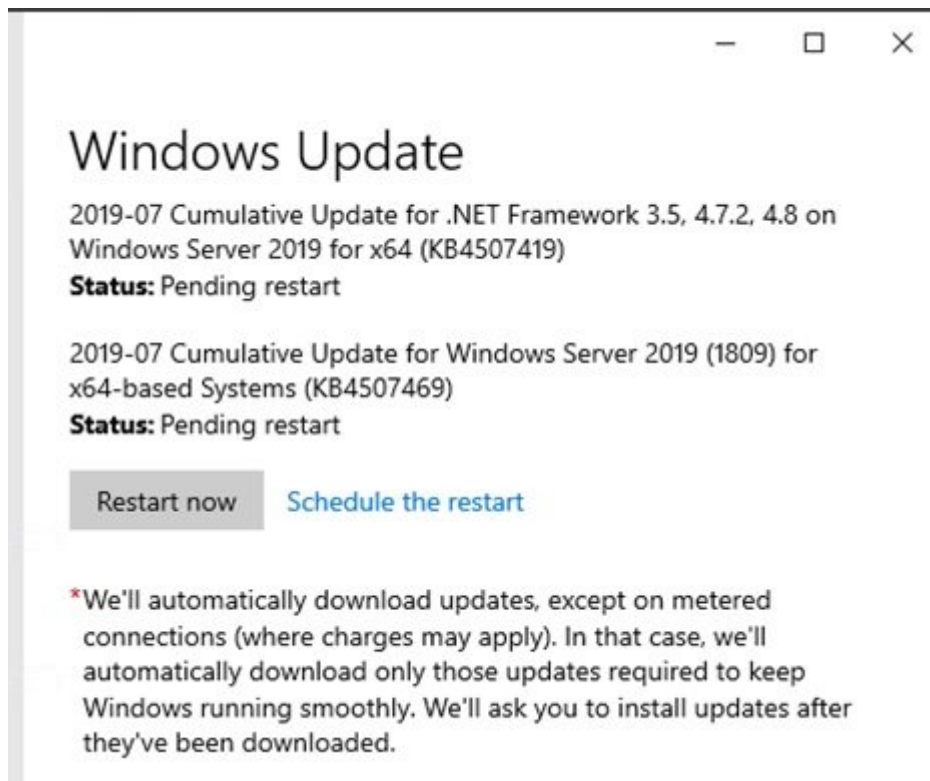 Windows Update
2019-07 Cumulative Update for .NET Framework 3.5, 4.7.2, 4.8 on
Windows Server 2019 for x64 (KB4507419)
Status: Pending restart
2019-07 Cumulative Update for Windows Server 2019 (1809) for
x64-based Systems (KB4507469)
Status: Pending restart
Restart now Schedule the restart
*We'll automatically download updates, except on metered
connections (where charges may apply). In that case, we'll
automatically download only those updates required to keep
Windows running smoothly. We'll ask you to install updates after
they've been downloaded.